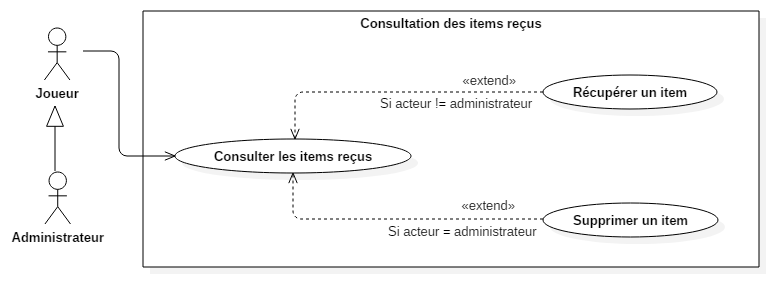 Consultation des items reçus
Joueur
«extend»
Si acteur != administrateur
Récupérer un item
Consulter les items reçus
«extend»
Si acteur = administrateur
Supprimer un item
Administrateur